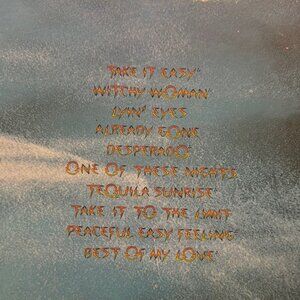 TAKE IT EASY
WITCHY WOMAN
LYIN' EYES
ALREADY GONE
DESPERADO
ONE OF THESE NIGHTS
TEQUILA SUNRISE
TAKE IT TO THE LIMIT
PEACEFUL EASY FEELING
BEST OF MY LOVE